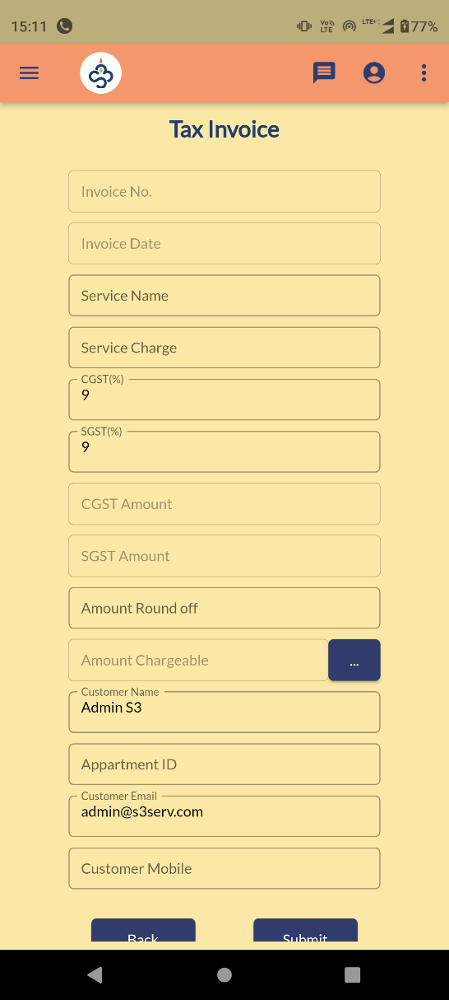 15:11
Vo
LTE
LTE+
77%
Tax Invoice
Invoice No.
Invoice Date
Service Name
Service Charge
CGST(%)
9
SGST(%)
9
CGST Amount
SGST Amount
Amount Round off
Amount Chargeable
...
Customer Name
Admin S3
Appartment ID
Customer Email
admin@s3serv.com
Customer Mobile
Back
Submit